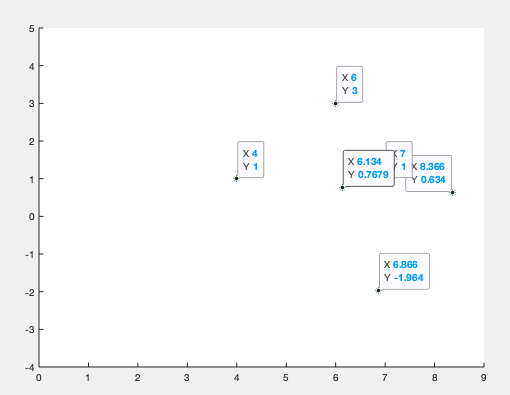 5
4
3
2
1
0
-1
-2
-3
-4
0 1 2 3 4 5 6 7 8 9
X 6
Y 3
X 4
Y 1
X 6.134
Y 0.7679
X 7
Y 1
X 8.366
Y 0.634
X 6.866
Y -1.964